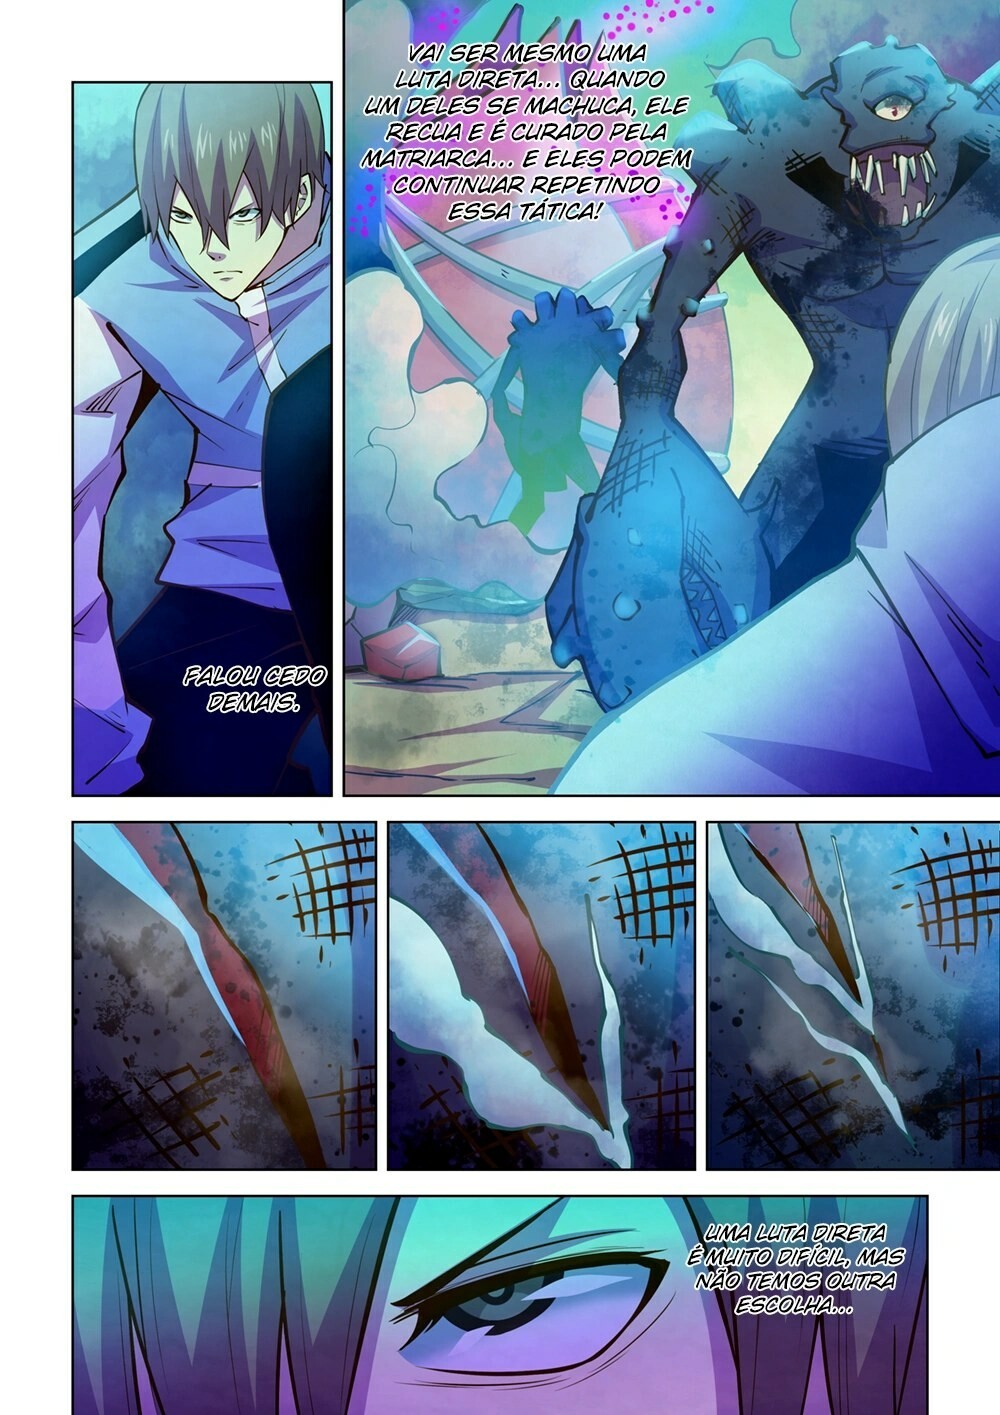 VAI SER MESMO UMA
LUTA DIRETA... QUANDO
UM DELES SE MACHUCA, ELE
RECUA E É CURADO PELA
MATRIARCA... E ELES PODEM
CONTINUAR REPETINDO
ESSA TÁTICA!
FALOU CEDO
DEMAIS.
UMA LUTA DIRETA
É MUITO DIFÍCIL, MAS
NÃO TEMOS OUTRA
ESCOLHA...